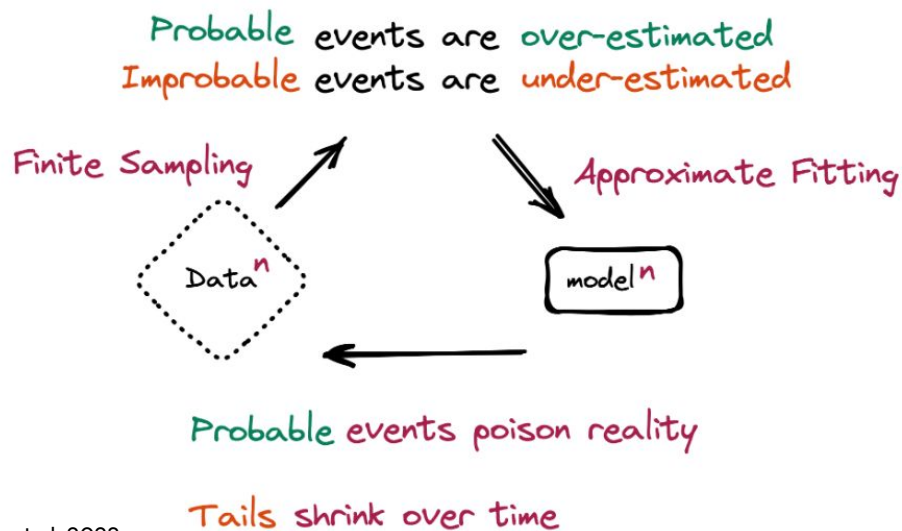 Probable events are over-estimated
Improbable events are under-estimated
Finite Sampling
Approximate Fitting
Data^n
model^n
Probable events poison reality
Tails shrink over time